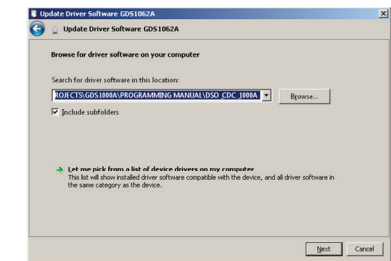 Update Driver Software GDS1062A
Update Driver Software GDS1062A
Browse for driver software on your computer
Search for driver software in this location:
ROJECTS\GDS1000A\PROGRAMMING MANUAL\DSO_CDC_1000A
Browse...
Include subfolders
Let me pick from a list of device drivers on my computer
This list will show installed driver software compatible with the device, and all driver software in
the same category as the device.
Next
Cancel